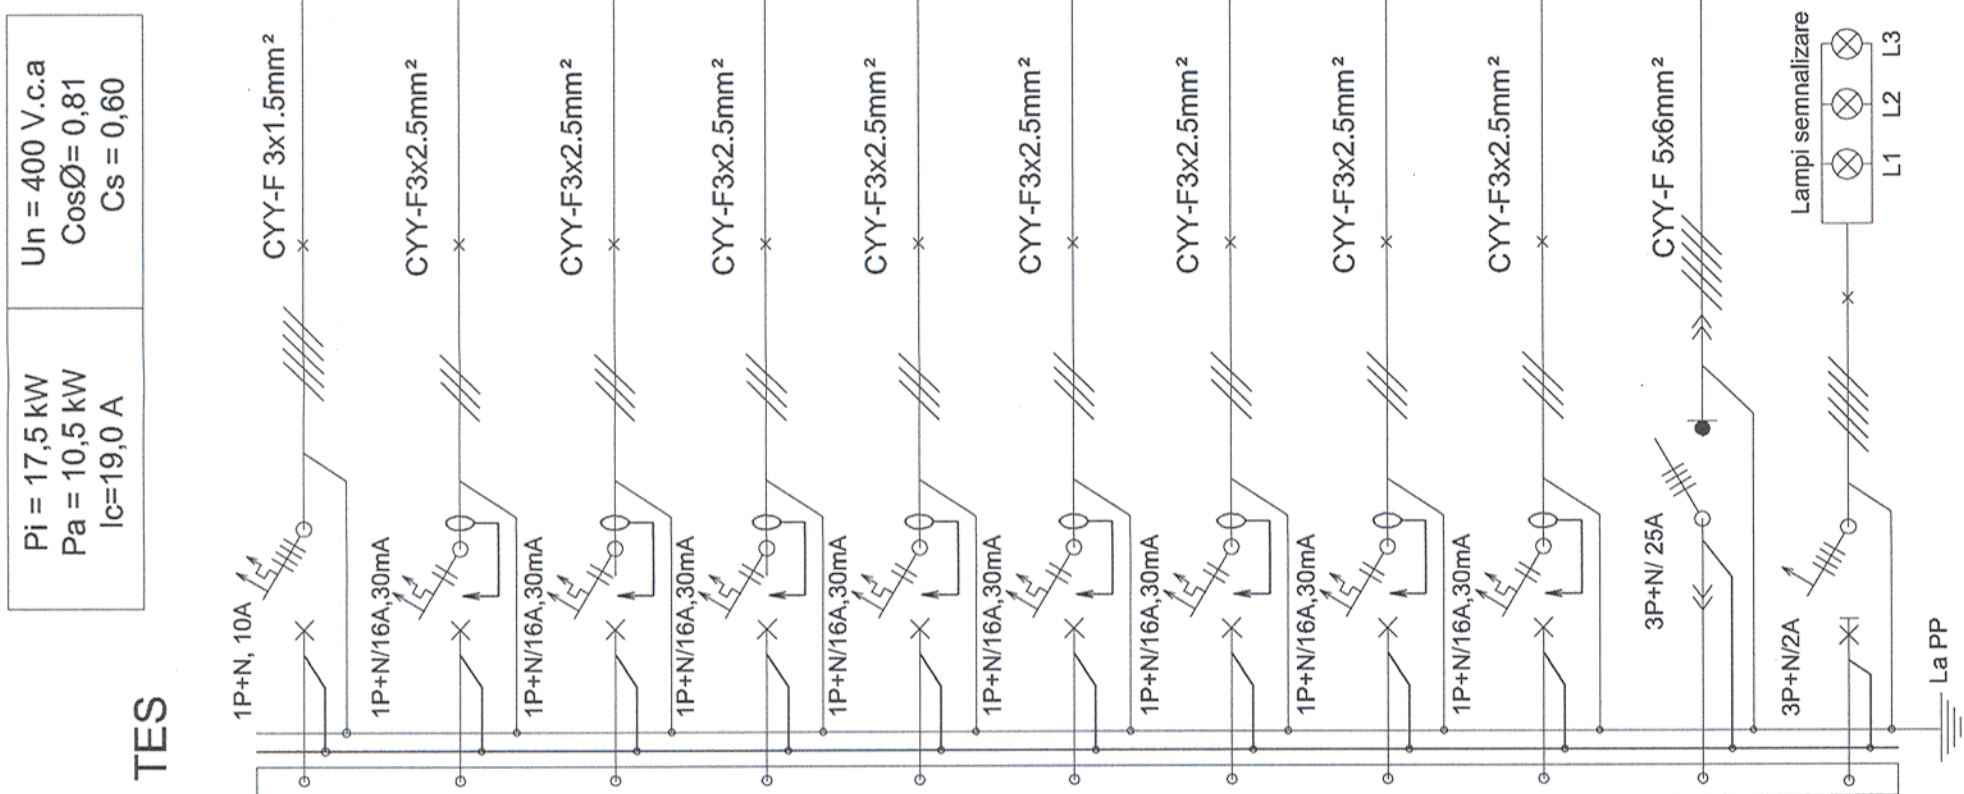 Un = 400 V.c.a
CosØ= 0,81
Cs = 0,60
Pi = 17,5 kW
Pa = 10,5 kW
Ic=19,0 A
TES
CYY-F 3x1.5mm²
CYY-F3x2.5mm²
CYY-F3x2.5mm²
CYY-F3x2.5mm²
CYY-F3x2.5mm²
CYY-F3x2.5mm²
CYY-F3x2.5mm²
CYY-F3x2.5mm²
CYY-F3x2.5mm²
CYY-F 5x6mm²
Lampi semnalizare
L1 L2 L3
1P+N, 10A
1P+N/16A,30mA
1P+N/16A,30mA
1P+N/16A,30mA
1P+N/16A,30mA
1P+N/16A,30mA
1P+N/16A,30mA
1P+N/16A,30mA
1P+N/16A,30mA
3P+N/ 25A
3P+N/2A
La PP